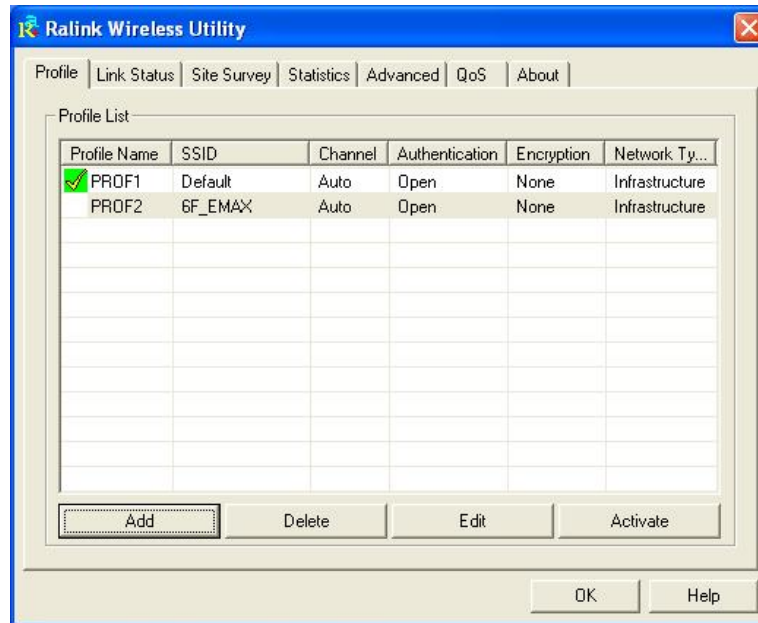 Ralink Wireless Utility
Profile Link Status Site Survey Statistics Advanced QoS About
Profile List
Profile Name SSID Channel Authentication Encryption Network Ty...
PROF1 Default Auto Open None Infrastructure
PROF2 6F_EMAX Auto Open None Infrastructure
Add Delete Edit Activate
OK Help